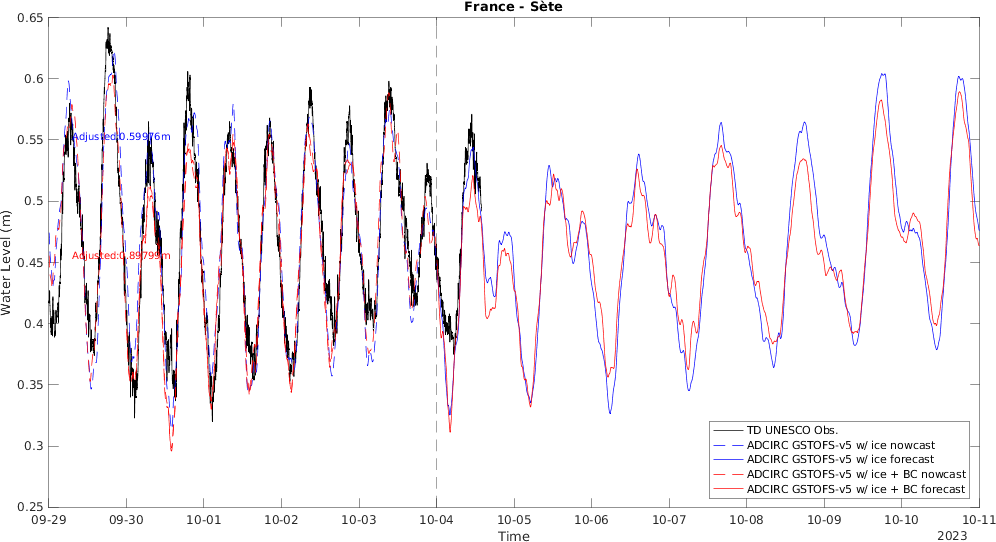 France - Sète
Water Level (m)
0.65
0.6
0.55
0.5
0.45
0.4
0.35
0.3
0.25
Adjusted:0.59976m
Adjusted:0.89799m
TD UNESCO Obs.
ADCIRC GSTOFS-v5 w/ ice nowcast
ADCIRC GSTOFS-v5 w/ ice forecast
ADCIRC GSTOFS-v5 w/ ice + BC nowcast
ADCIRC GSTOFS-v5 w/ ice + BC forecast
09-29 09-30 10-01 10-02 10-03 10-04 10-05 10-06 10-07 10-08 10-09 10-10 10-11
2023
Time